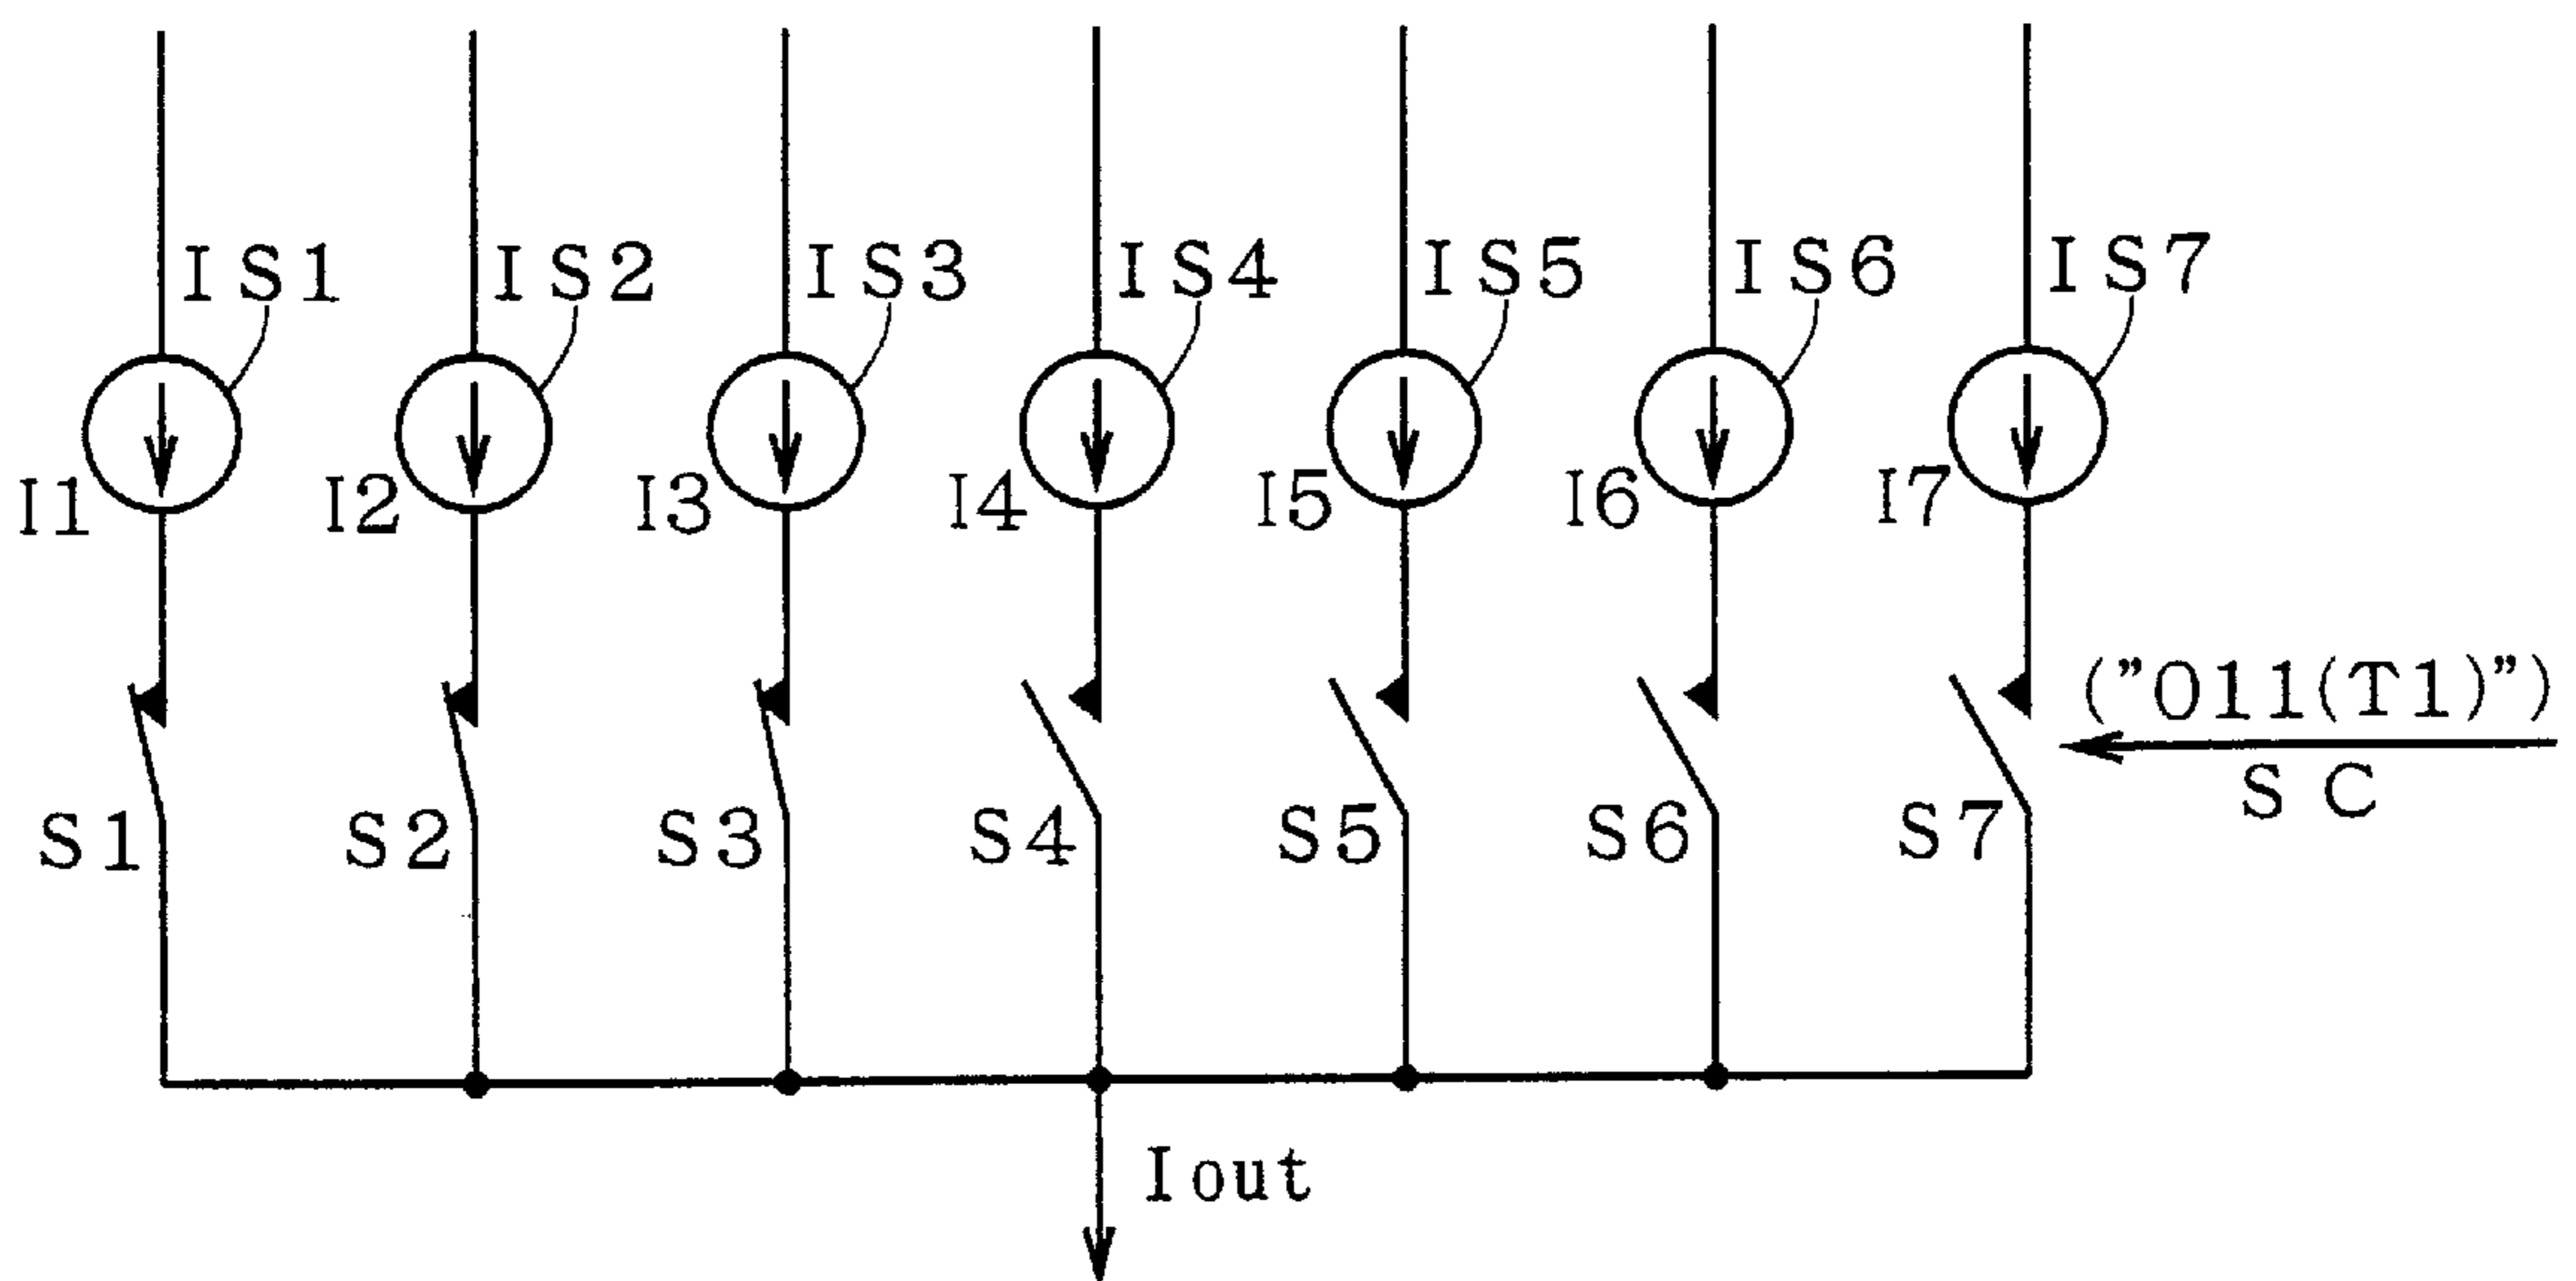 IS1 IS2 IS3 IS4 IS5 IS6 IS7
I1 I2 I3 I4 I5 I6 I7
("011(T1)")
SC
S1 S2 S3 S4 S5 S6 S7
Iout